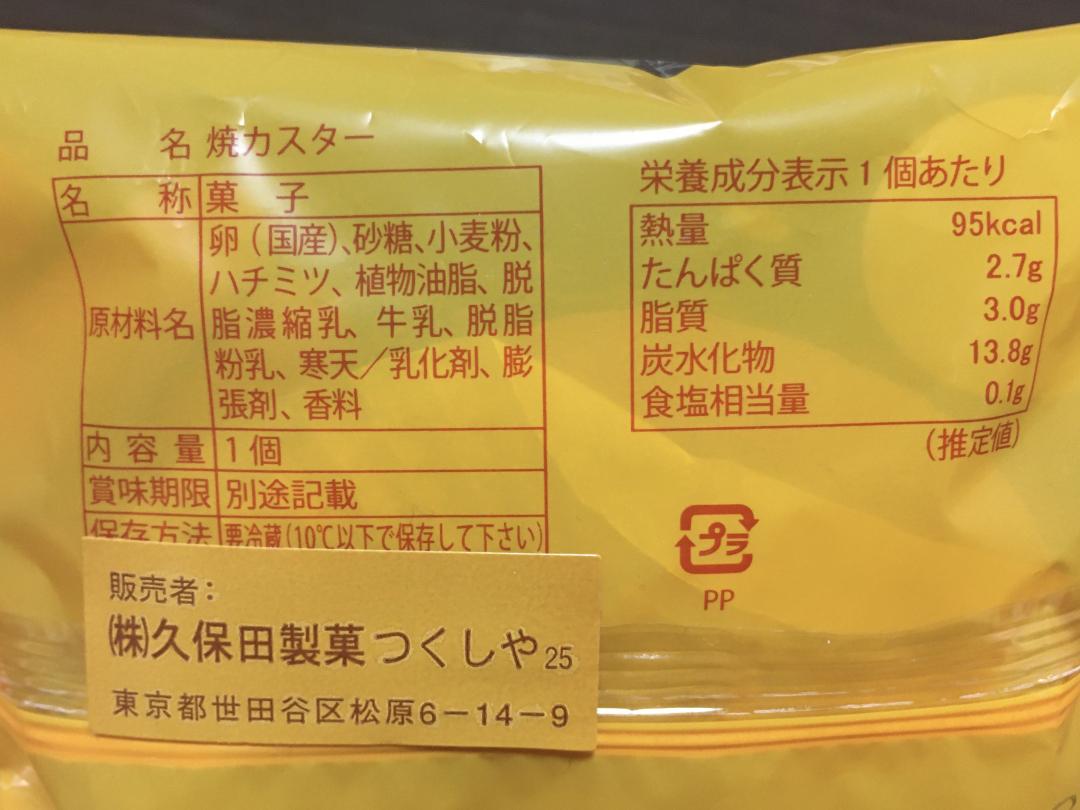 品名 焼カスター
名称 菓子
原材料名 卵(国産)、砂糖、小麦粉、
ハチミツ、植物油脂、脱
脂濃縮乳、牛乳、脱脂
粉乳、寒天／乳化剤、膨
張剤、香料
内容量 1個
賞味期限 別途記載
保存方法 要冷蔵(10℃以下で保存して下さい)
販売者：
㈱久保田製菓つくしや25
東京都世田谷区松原6−14−9
栄養成分表示1個あたり
熱量 95kcal
たんぱく質 2.7g
脂質 3.0g
炭水化物 13.8g
食塩相当量 0.1g
(推定値)
プラ
PP